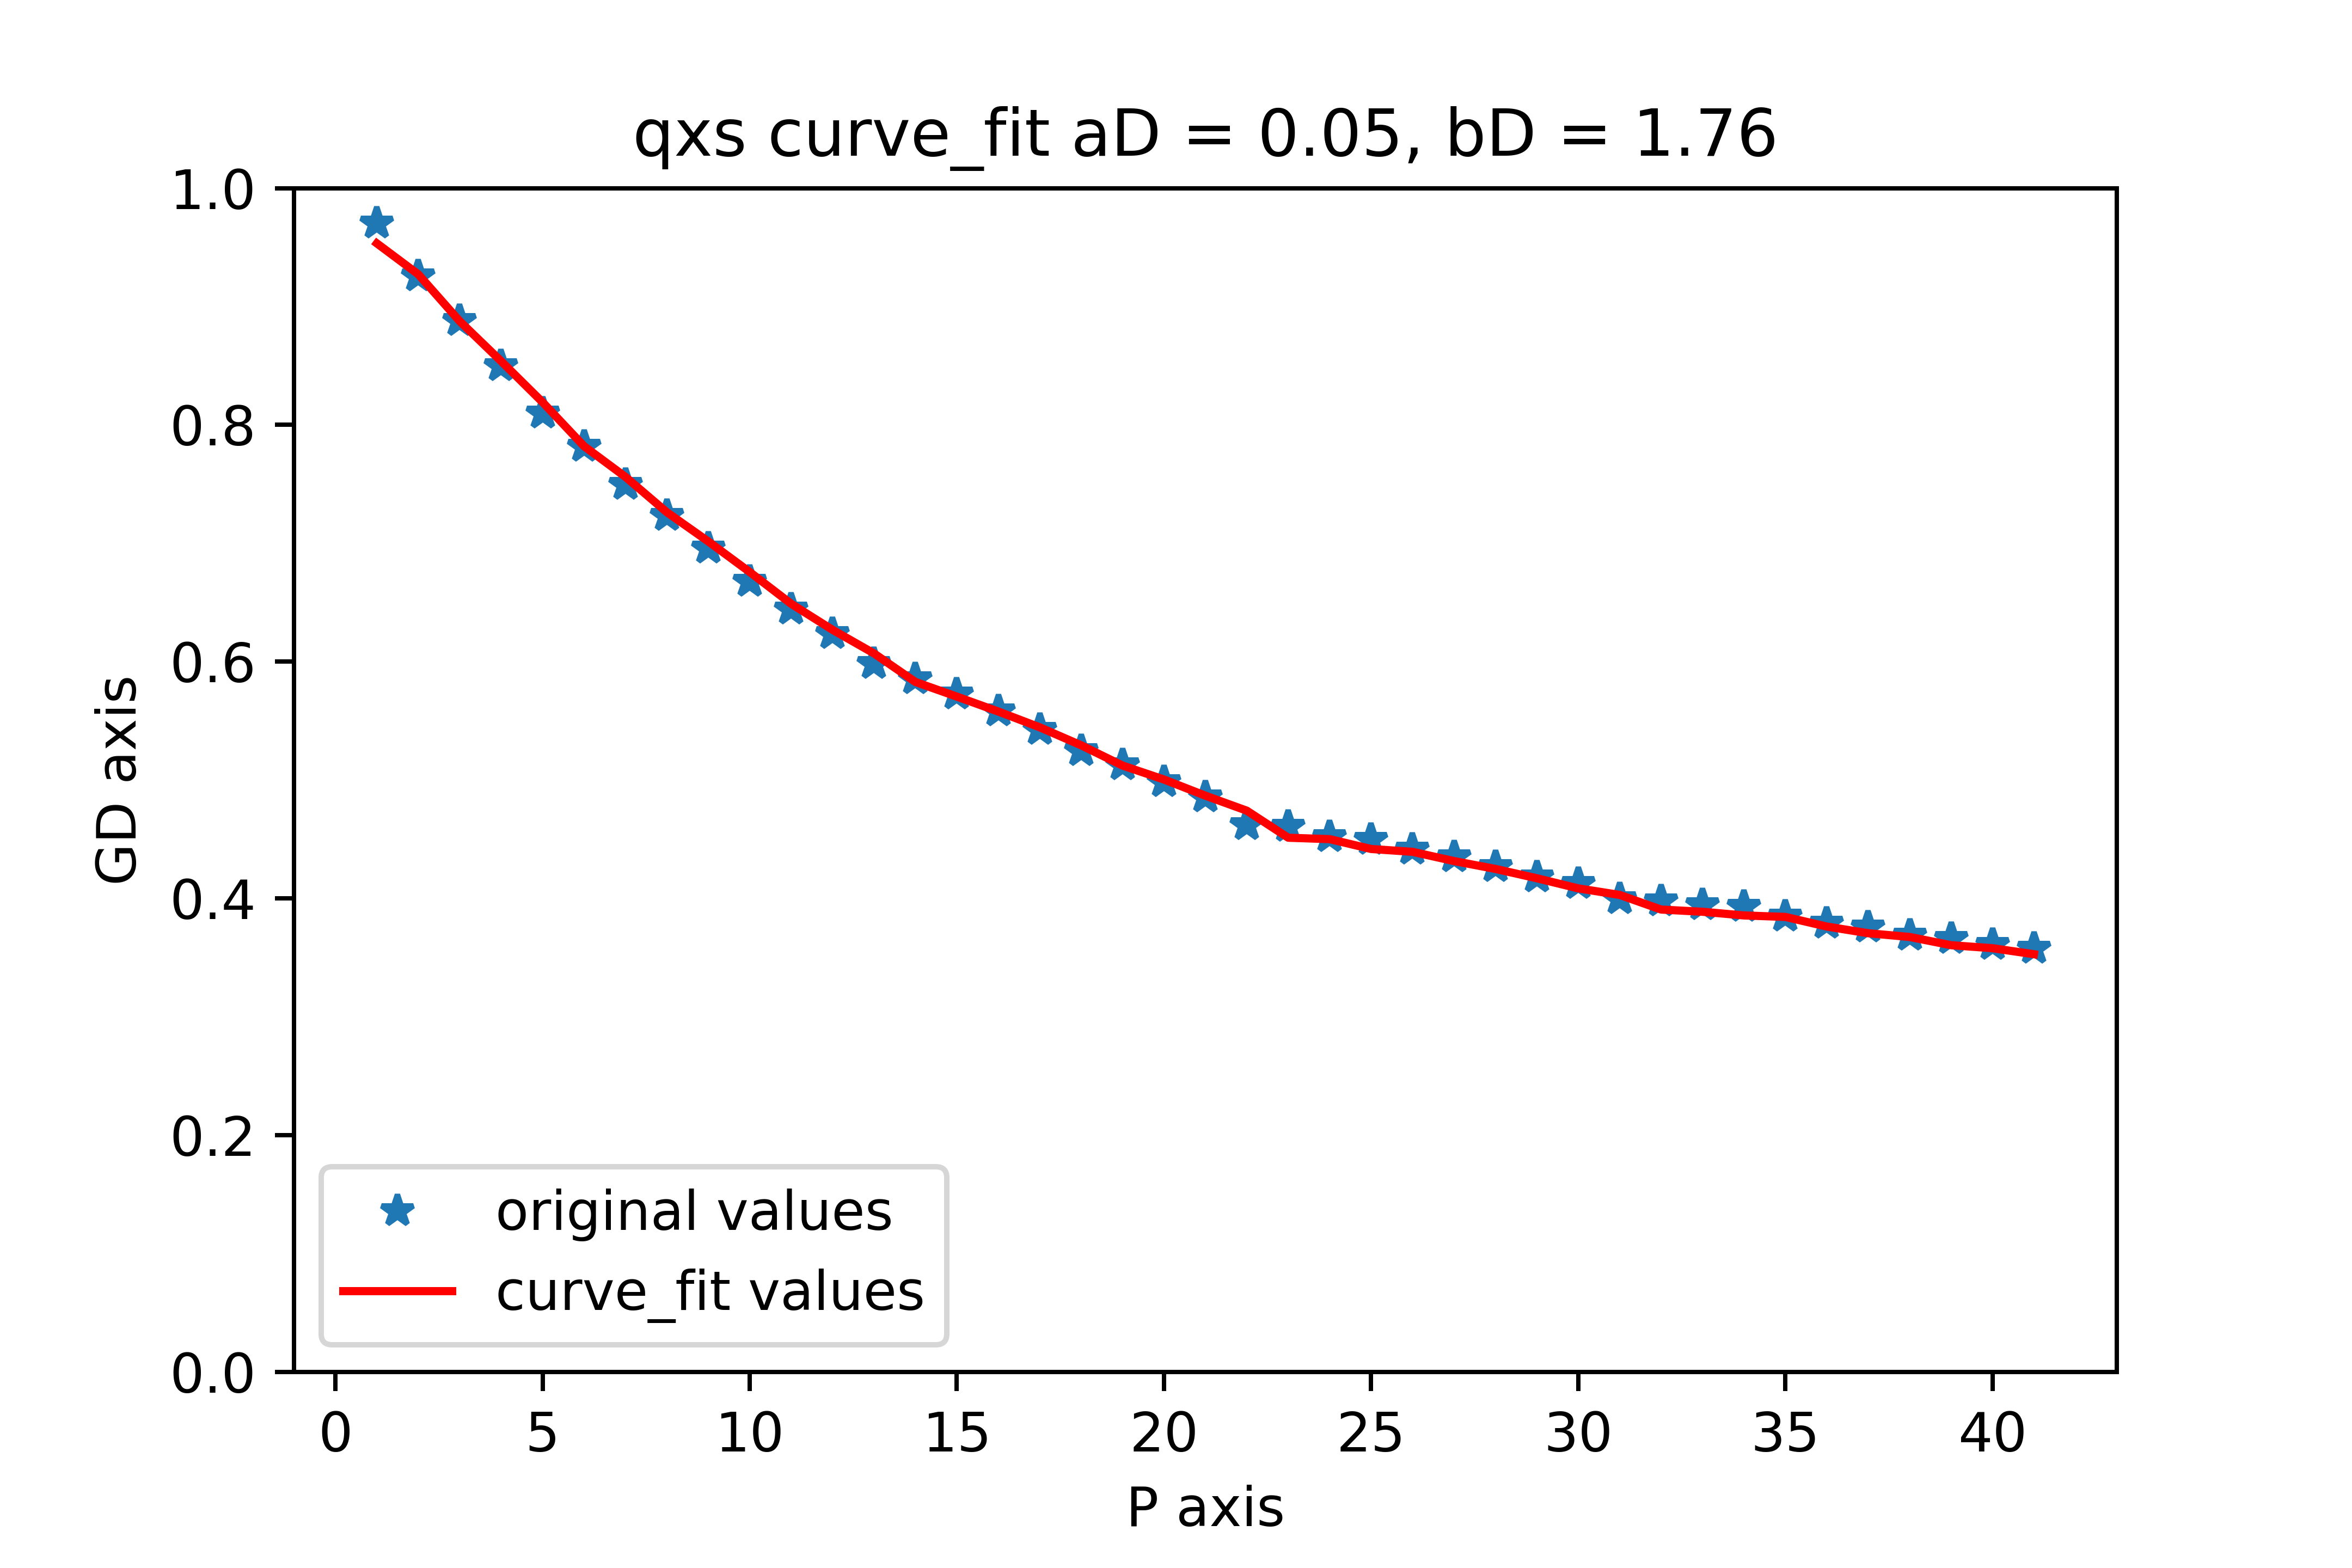 qxs curve_fit aD = 0.05, bD = 1.76
1.0
0.8
0.6
0.4
0.2
0.0
GD axis
original values
curve_fit values
0 5 10 15 20 25 30 35 40
P axis